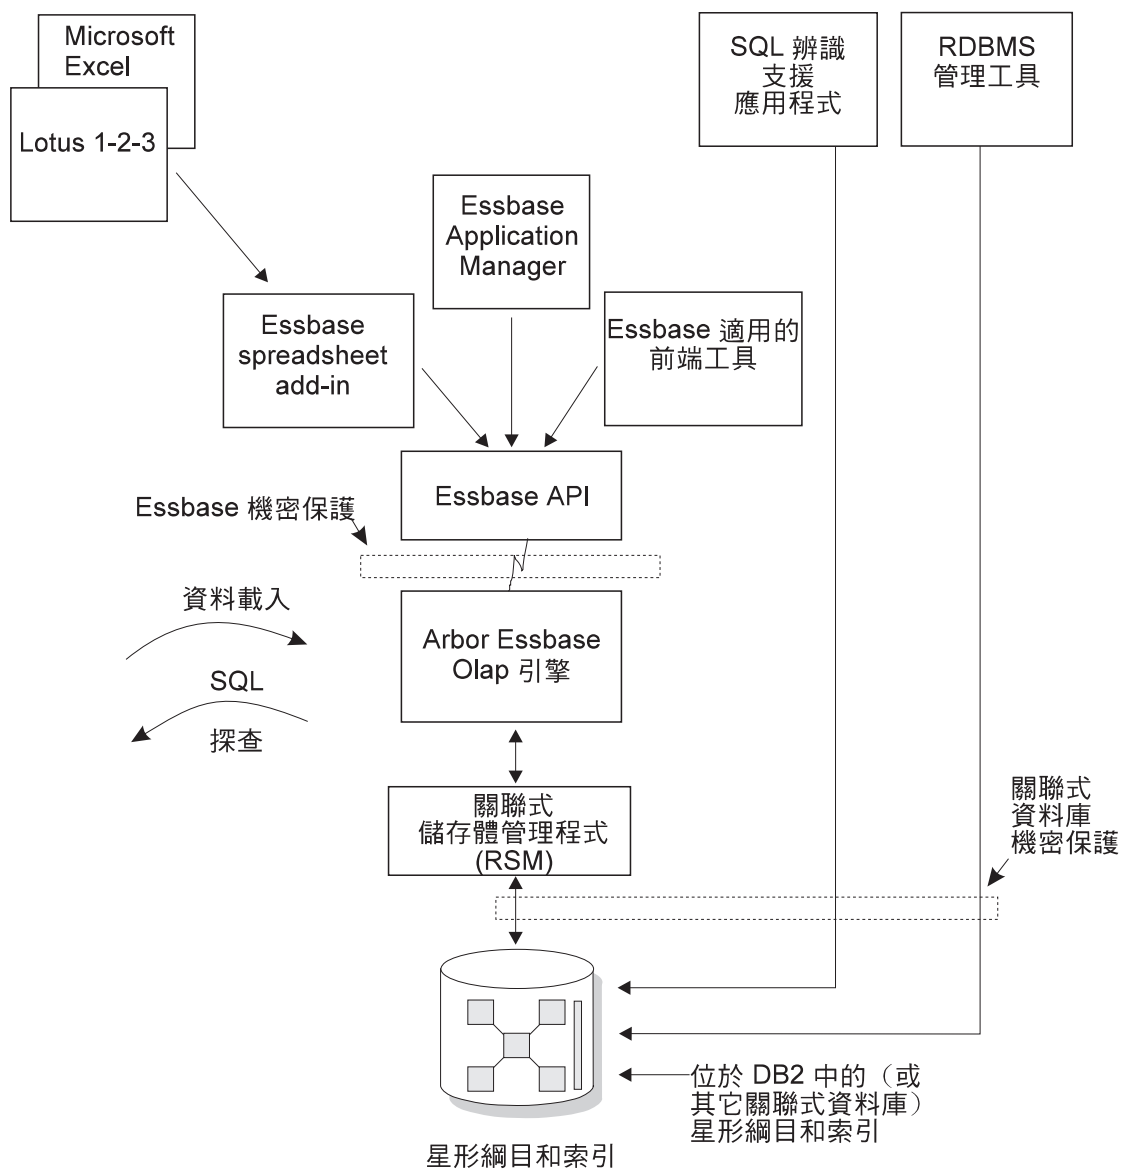 Microsoft
Excel
Lotus 1-2-3
SQL 辨識
支援
應用程式
RDBMS
管理工具
Essbase
Application
Manager
Essbase
spreadsheet
add-in
Essbase 適用的
前端工具
Essbase API
Essbase 機密保護
資料載入
SQL
探查
Arbor Essbase
Olap 引擎
關聯式
儲存體管理程式
(RSM)
關聯式
資料庫
機密保護
位於 DB2 中的（或
其它關聯式資料庫）
星形綱目和索引
星形綱目和索引